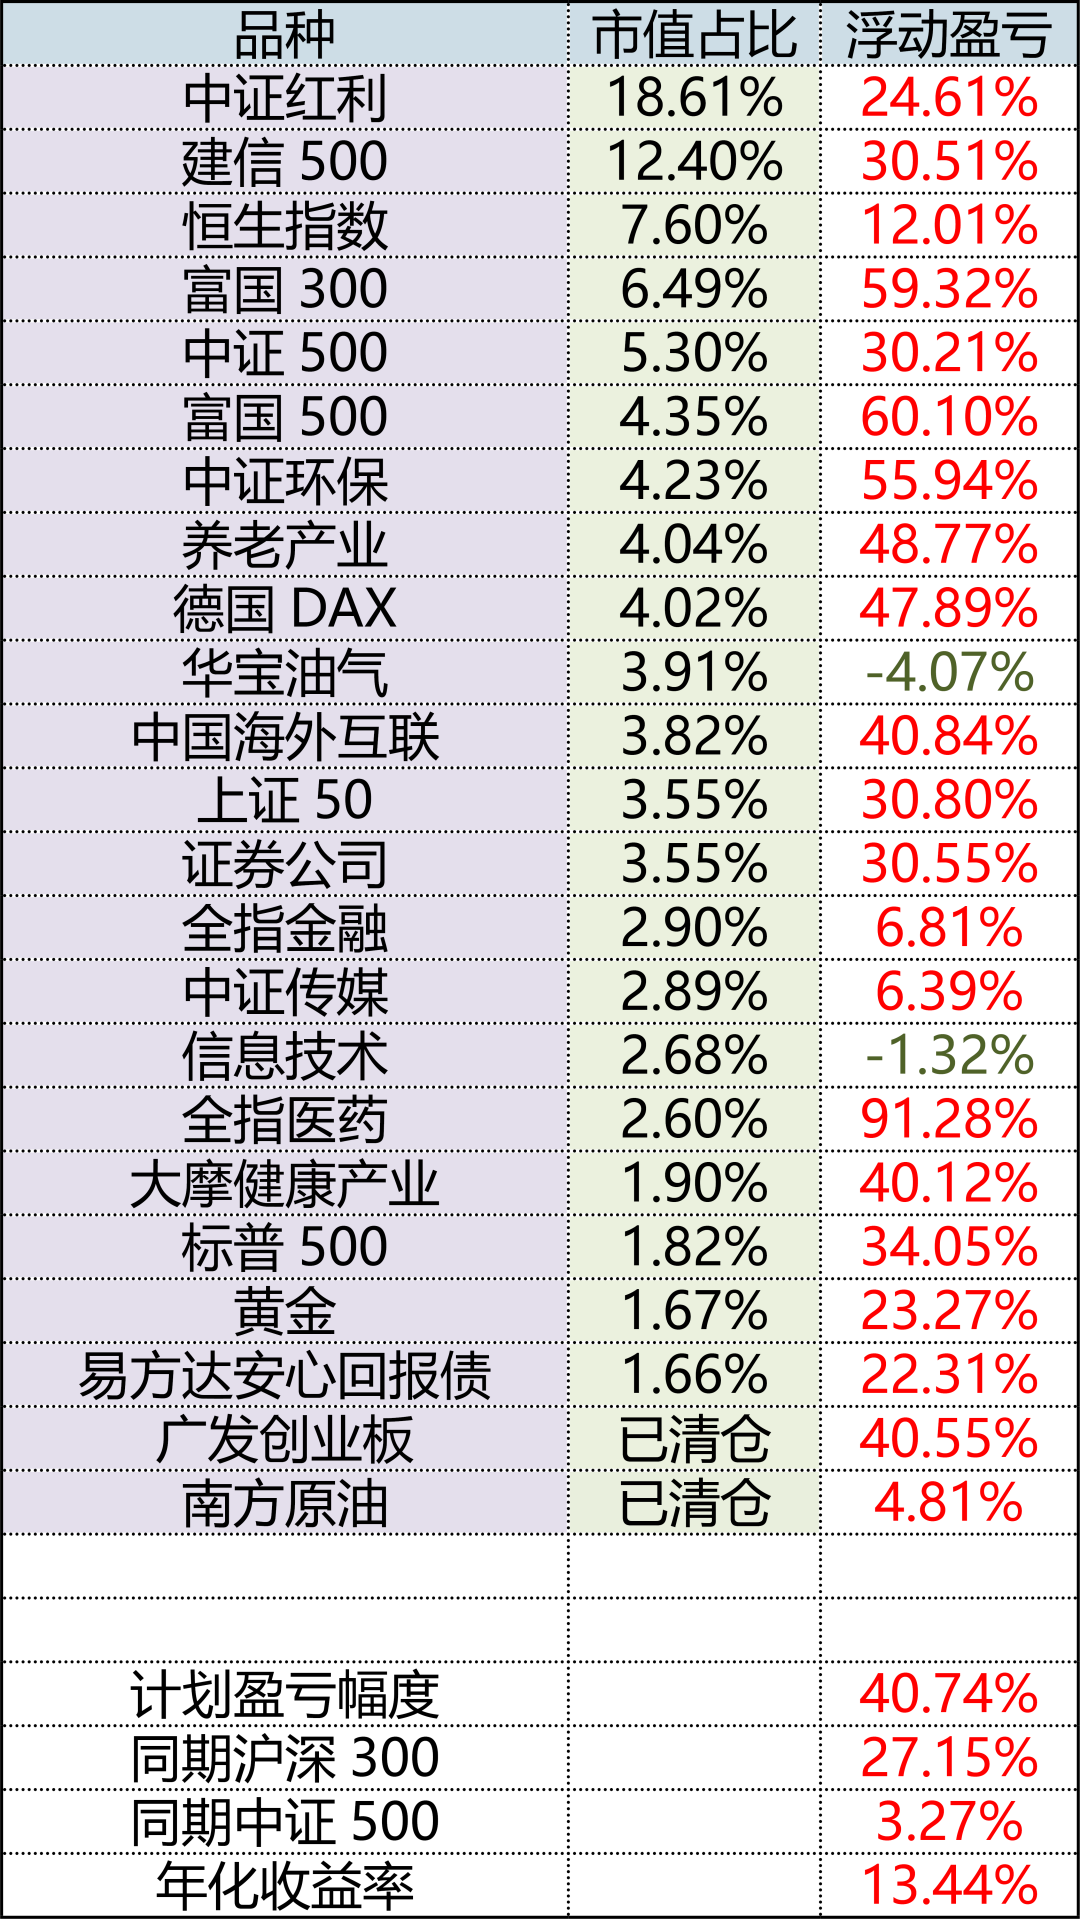 品种 市值占比 浮动盈亏
中证红利 18.61% 24.61%
建信 500 12.40% 30.51%
恒生指数 7.60% 12.01%
富国 300 6.49% 59.32%
中证 500 5.30% 30.21%
富国 500 4.35% 60.10%
中证环保 4.23% 55.94%
养老产业 4.04% 48.77%
德国 DAX 4.02% 47.89%
华宝油气 3.91% -4.07%
中国海外互联 3.82% 40.84%
上证 50 3.55% 30.80%
证券公司 3.55% 30.55%
全指金融 2.90% 6.81%
中证传媒 2.89% 6.39%
信息技术 2.68% -1.32%
全指医药 2.60% 91.28%
大摩健康产业 1.90% 40.12%
标普 500 1.82% 34.05%
黄金 1.67% 23.27%
易方达安心回报债 1.66% 22.31%
广发创业板 已清仓 40.55%
南方原油 已清仓 4.81%
计划盈亏幅度 40.74%
同期沪深 300 27.15%
同期中证 500 3.27%
年化收益率 13.44%